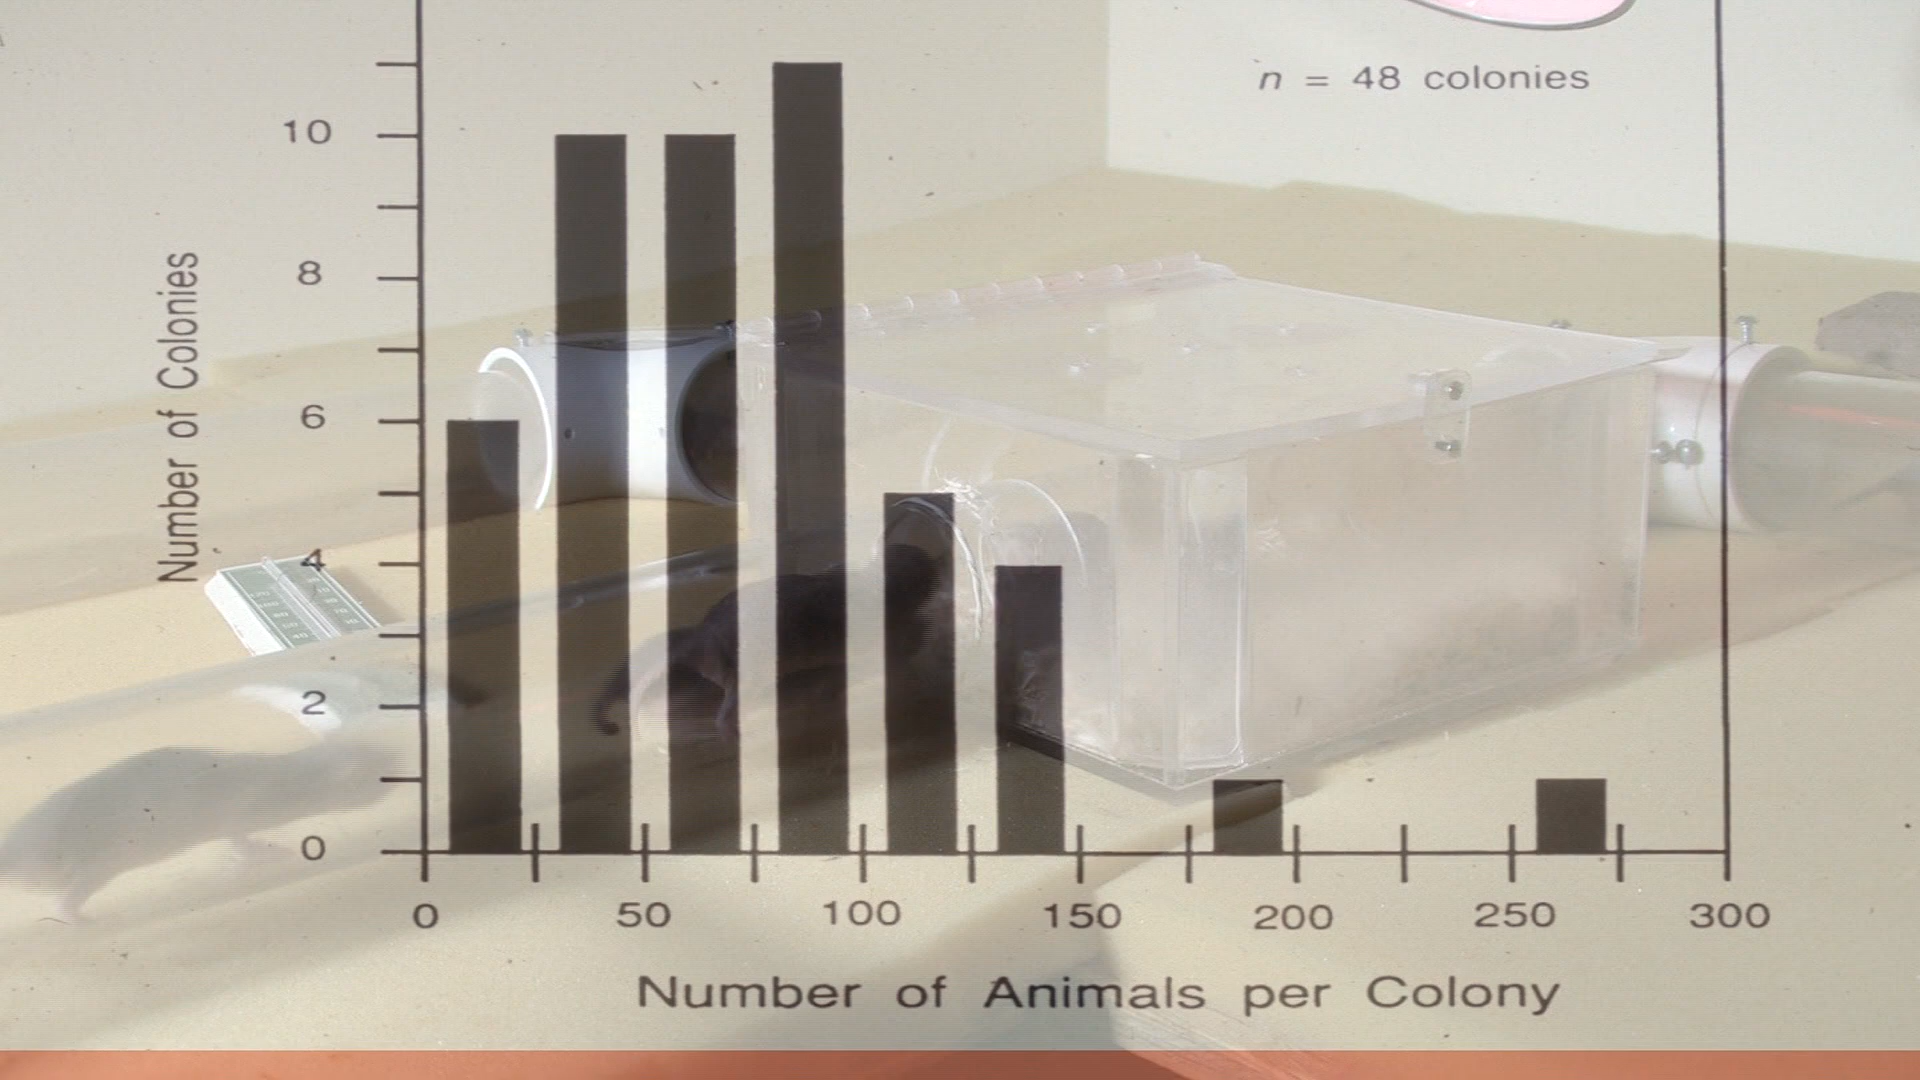 n = 48 colonies
10
8
6
4
2
0
Number of Colonies
0 50 100 150 200 250 300
Number of Animals per Colony